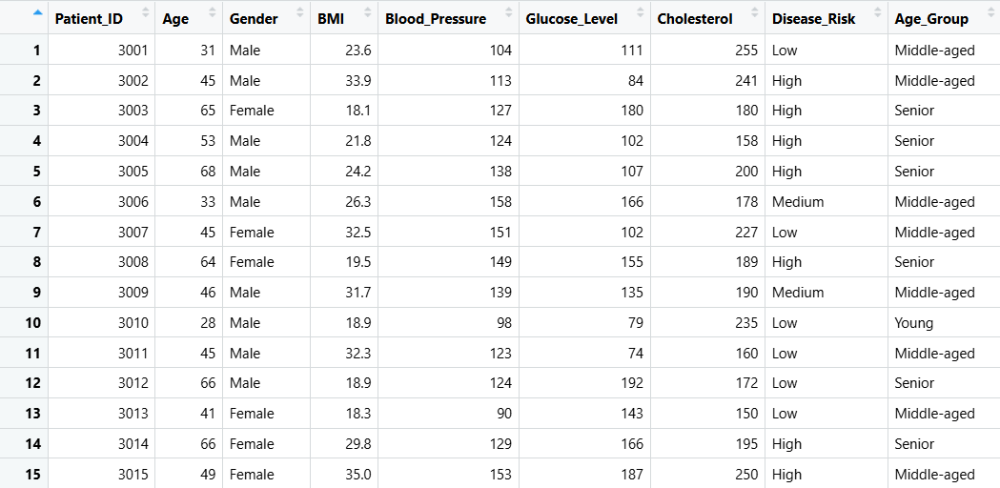 Patient_ID Age Gender BMI Blood_Pressure Glucose_Level Cholesterol Disease_Risk Age_Group
1 3001 31 Male 23.6 104 111 255 Low Middle-aged
2 3002 45 Male 33.9 113 84 241 High Middle-aged
3 3003 65 Female 18.1 127 180 180 High Senior
4 3004 53 Male 21.8 124 102 158 High Senior
5 3005 68 Male 24.2 138 107 200 High Senior
6 3006 33 Male 26.3 158 166 178 Medium Middle-aged
7 3007 45 Female 32.5 151 102 227 Low Middle-aged
8 3008 64 Female 19.5 149 155 189 High Senior
9 3009 46 Male 31.7 139 135 190 Medium Middle-aged
10 3010 28 Male 18.9 98 79 235 Low Young
11 3011 45 Male 32.3 123 74 160 Low Middle-aged
12 3012 66 Male 18.9 124 192 172 Low Senior
13 3013 41 Female 18.3 90 143 150 Low Middle-aged
14 3014 66 Female 29.8 129 166 195 High Senior
15 3015 49 Female 35.0 153 187 250 High Middle-aged